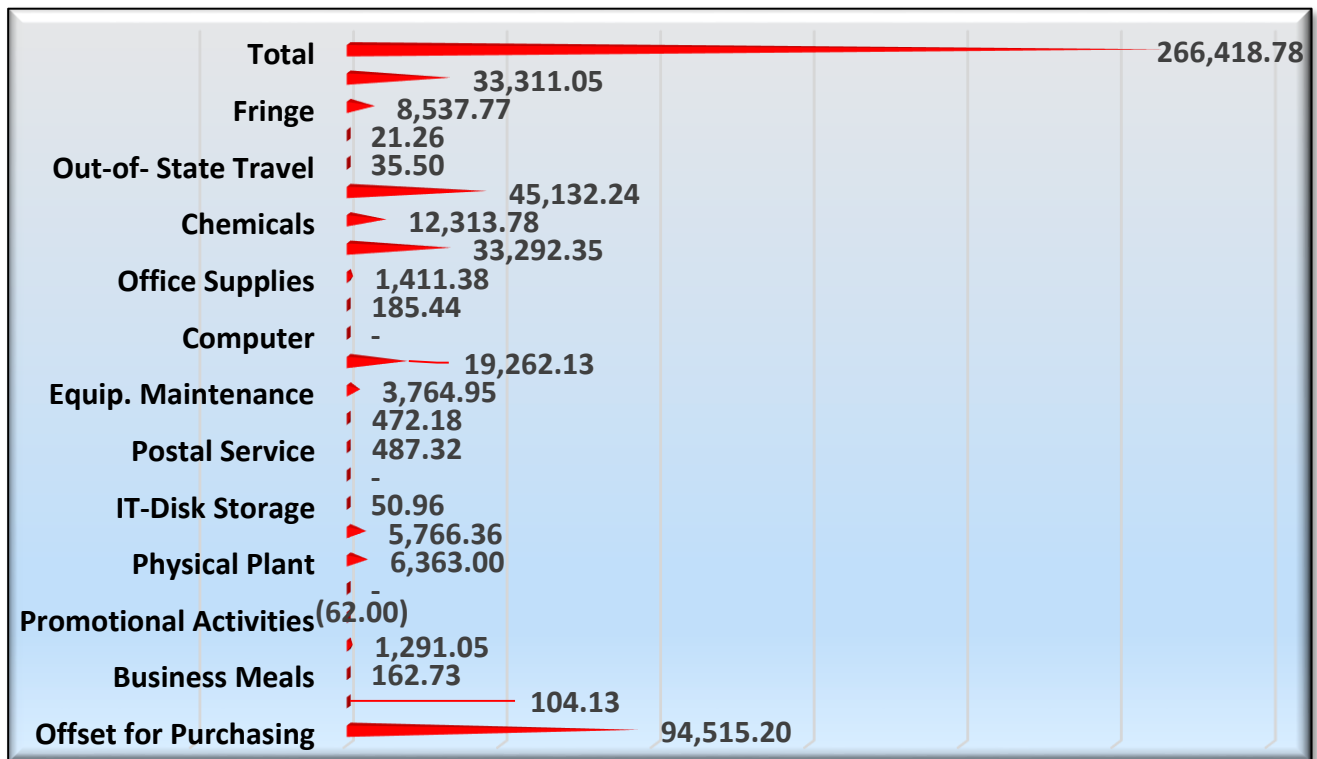 Total 266,418.78
33,311.05
Fringe 8,537.77
21.26
Out-of- State Travel 35.50
45,132.24
Chemicals 12,313.78
33,292.35
Office Supplies 1,411.38
185.44
Computer -
19,262.13
Equip. Maintenance 3,764.95
472.18
Postal Service 487.32
-
IT-Disk Storage 50.96
5,766.36
Physical Plant 6,363.00
-
Promotional Activities (62.00)
1,291.05
Business Meals 162.73
104.13
Offset for Purchasing 94,515.20